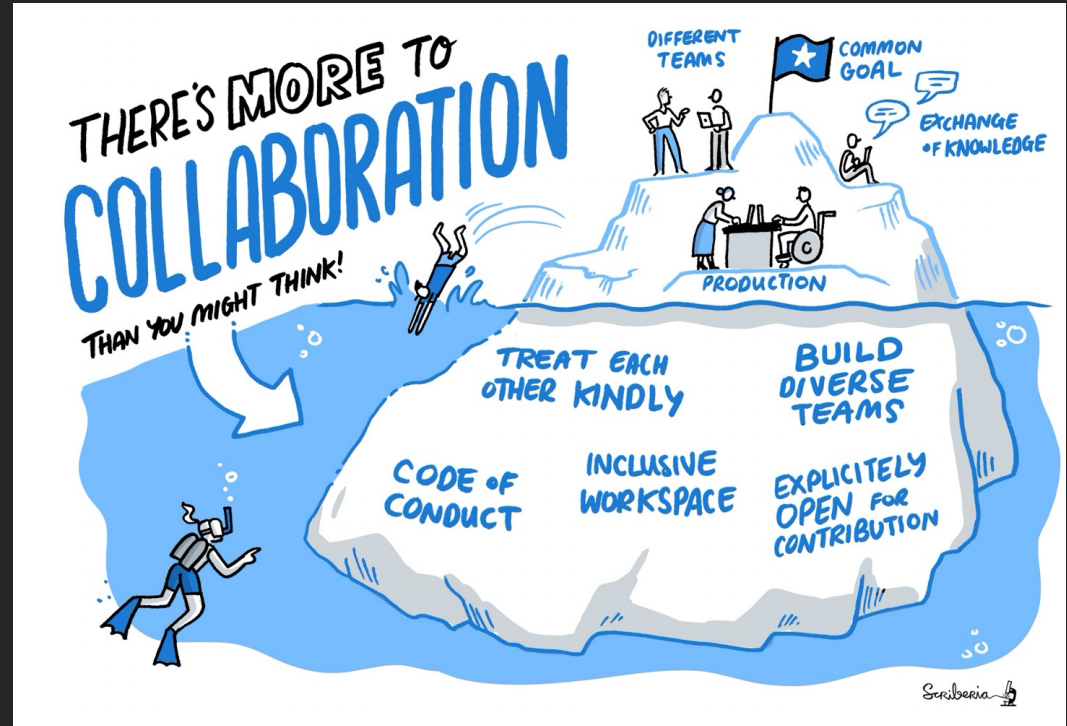 THERE'S MORE TO
COLLABORATION
THAN YOU MIGHT THINK!
DIFFERENT
TEAMS
COMMON
GOAL
EXCHANGE
OF KNOWLEDGE
PRODUCTION
TREAT EACH
OTHER KINDLY
BUILD
DIVERSE
TEAMS
CODE OF
CONDUCT
INCLUSIVE
WORKSPACE
EXPLICITELY
OPEN FOR
CONTRIBUTION
Scriberia